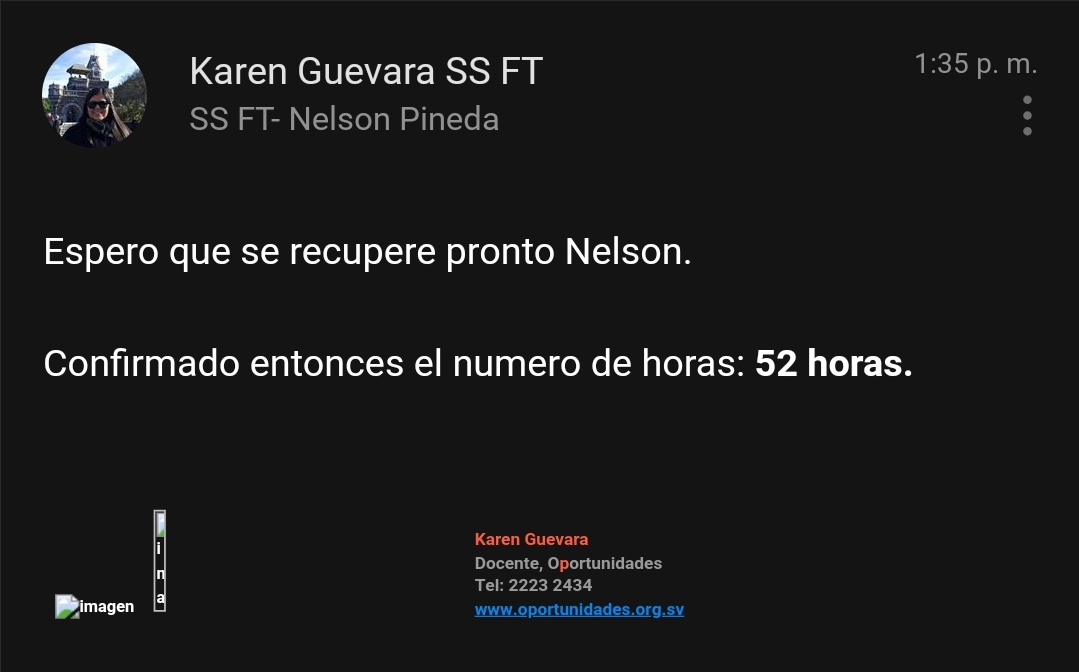 Karen Guevara SS FT
1:35 p. m.
SS FT- Nelson Pineda
Espero que se recupere pronto Nelson.
Confirmado entonces el numero de horas: 52 horas.
imagen
i
n
a
Karen Guevara
Docente, Oportunidades
Tel: 2223 2434
www.oportunidades.org.sv